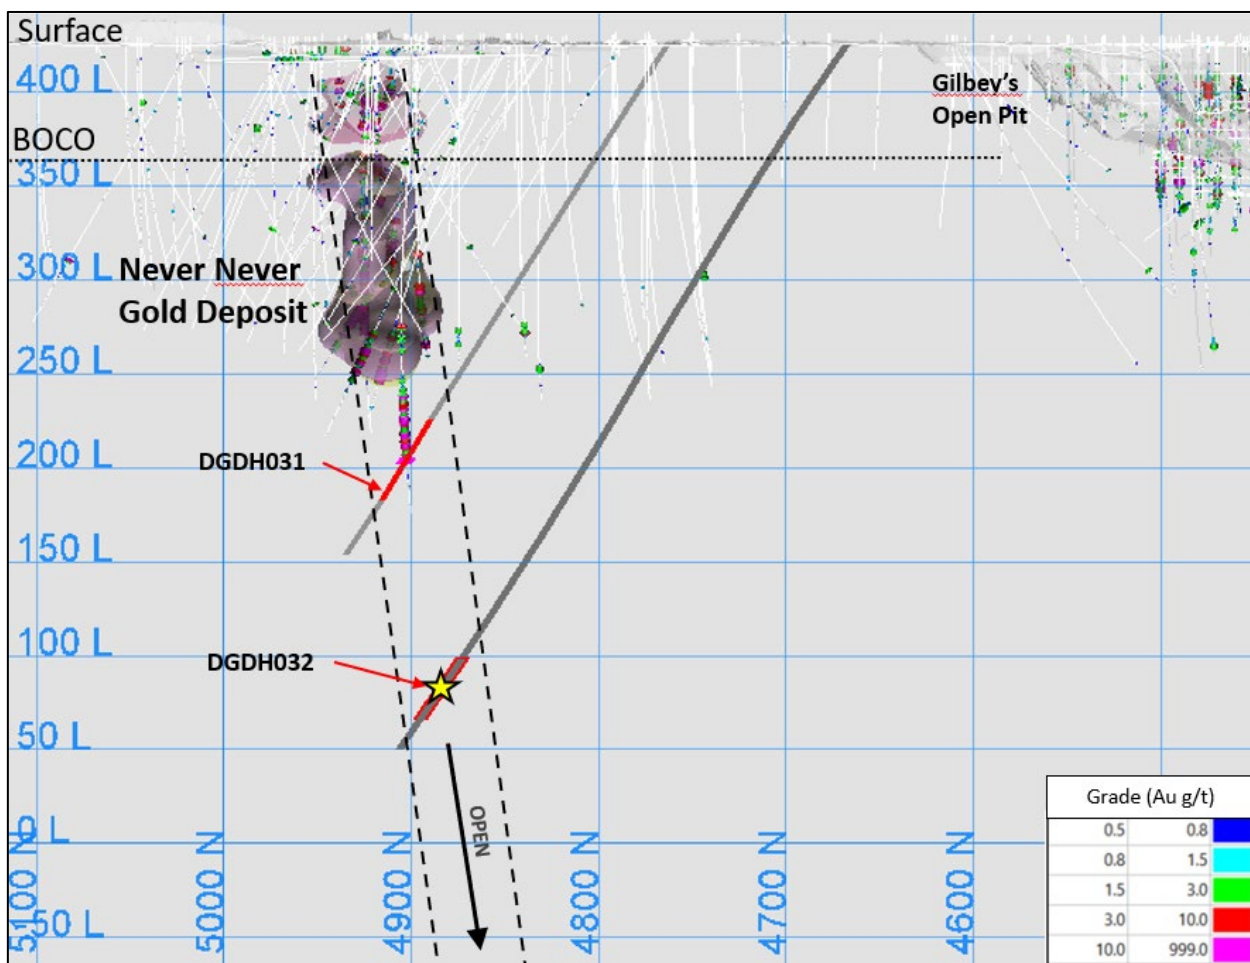 Surface
400 L
Gilbey's
Open Pit
BOCO
350 L
300 L
Never Never
Gold Deposit
250 L
DGDH031
200 L
150 L
100 L
DGDH032
50 L
OPEN
0 L
5100 N
5000 N
4900 N
4800 N
4700 N
4600 N
-50 L
Grade (Au g/t)
0.5 0.8
0.8 1.5
1.5 3.0
3.0 10.0
10.0 999.0